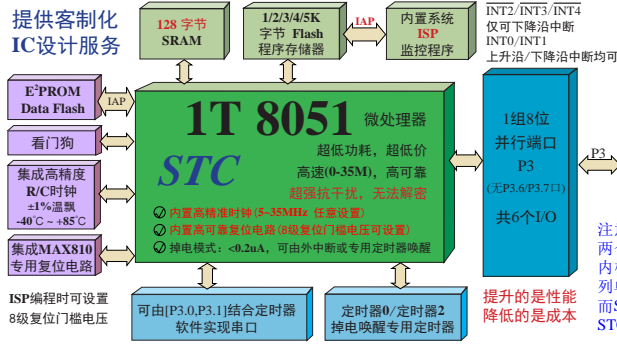 提供客制化
IC设计服务
128 字节
SRAM
1/2/3/4/5K
字节 Flash
程序存储器
IAP
内置系统
ISP
监控程序
INT2/INT3/INT4
仅可下降沿中断
INT0/INT1
上升沿/下降沿中断均可
E²PROM
Data Flash
IAP
看门狗
集成高精度
R/C时钟
±1%温飘
-40℃ ~ +85℃
集成MAX810
专用复位电路
ISP编程时可设置
8级复位门槛电压
1T 8051 微处理器
STC
超低功耗，超低价
高速(0-35M)，高可靠
超强抗干扰，无法解密
内置高精准时钟(5~35MHz 任意设置)
内置高可靠复位电路(8级复位门槛电压可设置)
掉电模式：<0.2uA，可由外中断或专用定时器唤醒
可由[P3.0,P3.1]结合定时器
软件实现串口
定时器0/定时器2
掉电唤醒专用定时器
1组8位
并行端口
P3
(无P3.6/P3.7口)
共6个I/O
P3
提升的是性能
降低的是成本
两个
列
而S
STC